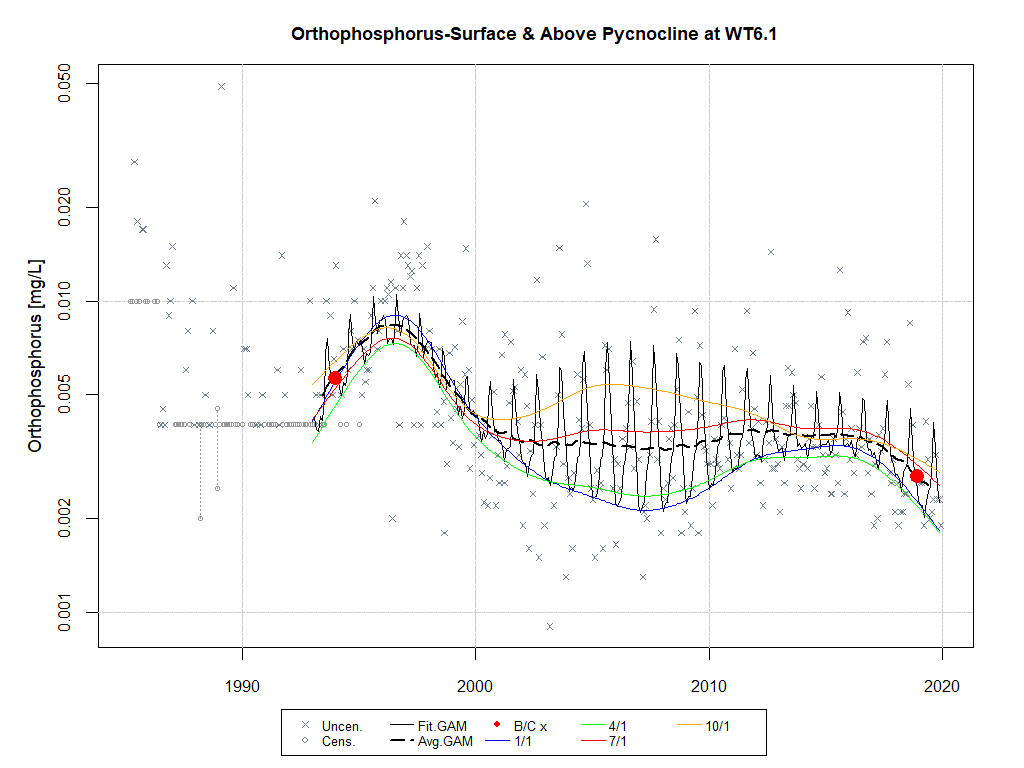 Orthophosphorus-Surface & Above Pycnocline at WT6.1
Orthophosphorus [mg/L]
0.050
0.020
0.010
0.005
0.002
0.001
1990 2000 2010 2020
Uncen. Fit.GAM B/C x 4/1 10/1
Cens. Avg.GAM 1/1 7/1